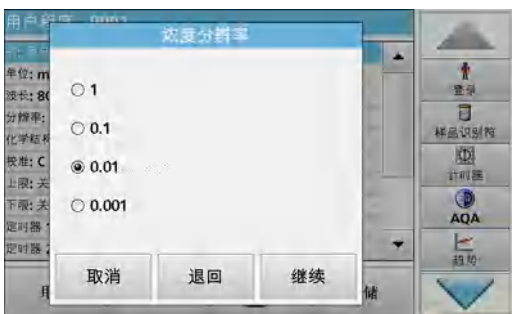 用户程序 9001
浓度分辨率
单位: m
波长: 80
分辨率:
化学结构
校准: C
上限: 关
下限: 关
定时器 1
定时器 2
1
0.1
0.01
0.001
取消
退回
继续
储
登录
样品识别符
计时器
AQA
趋势